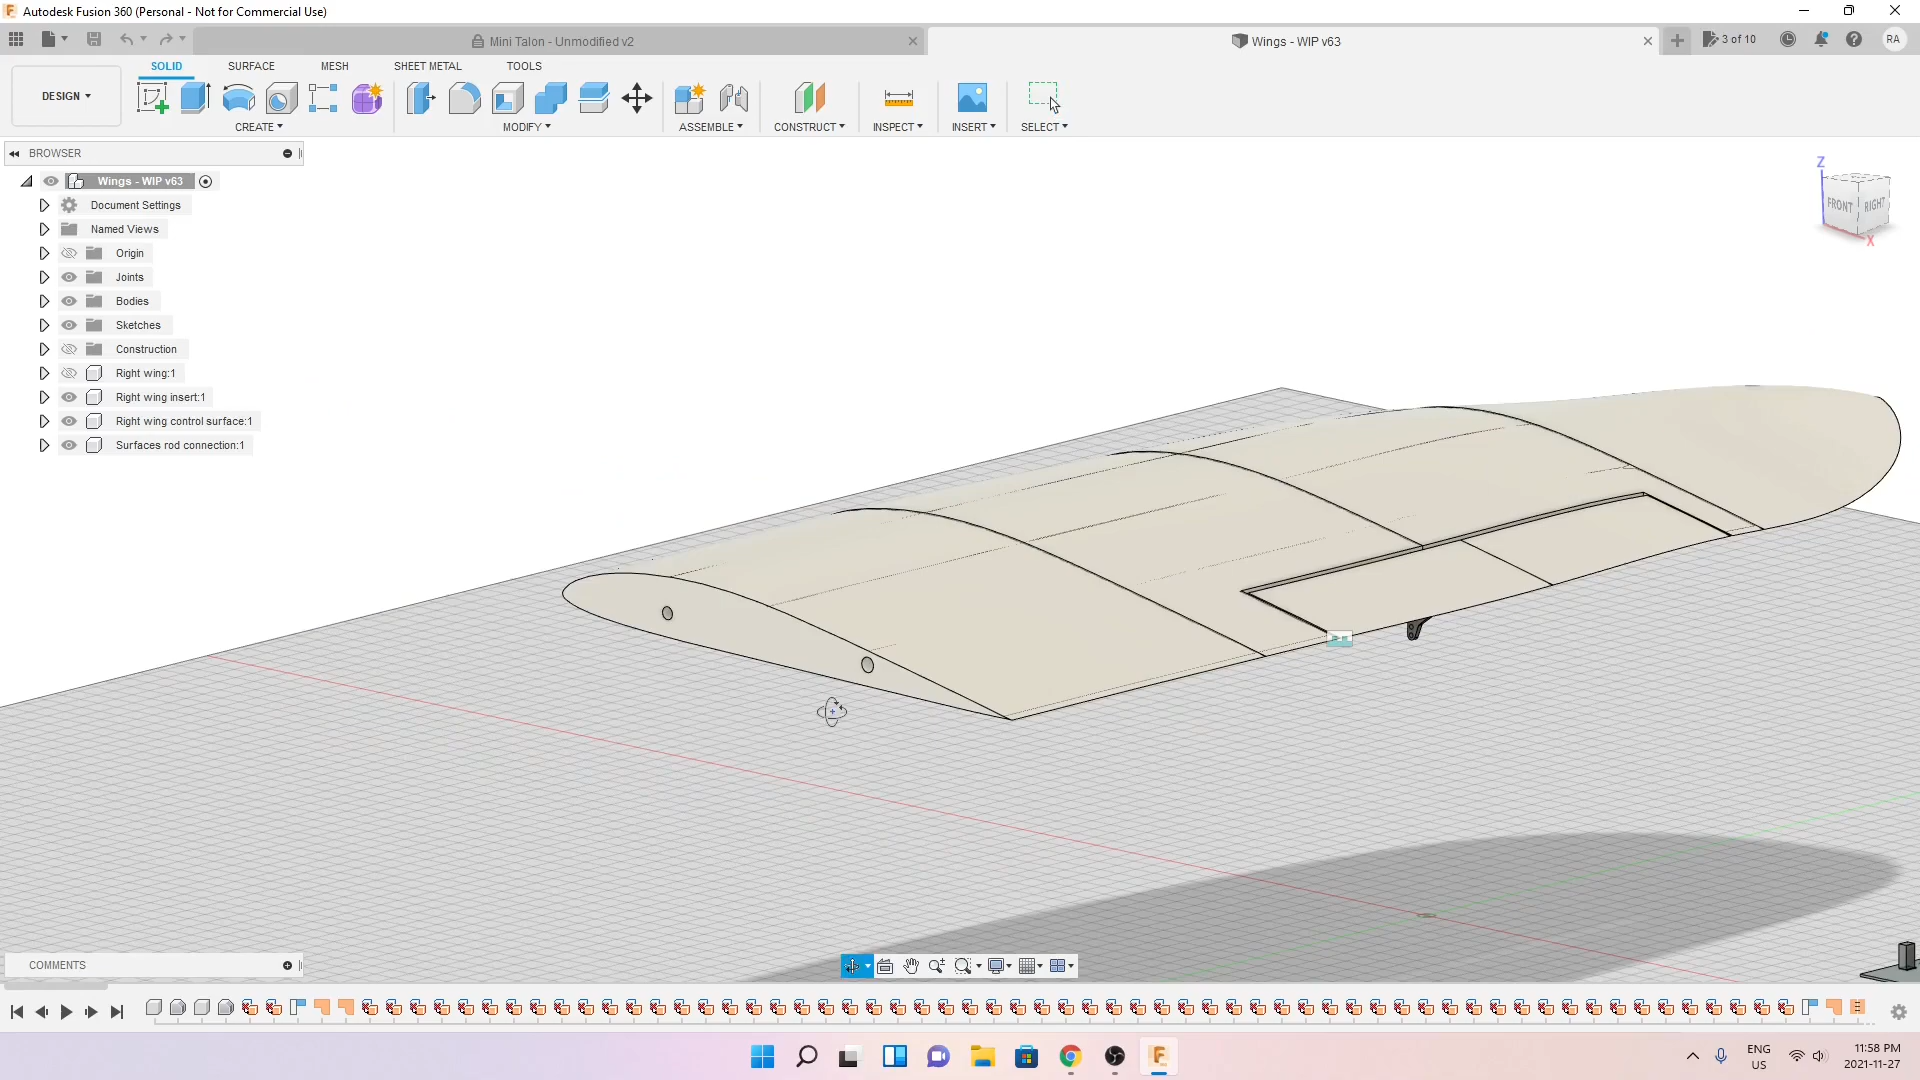 Autodesk Fusion 360 (Personal - Not for Commercial Use)
Mini Talon - Unmodified v2
Wings - WIP v63
3 of 10
RA
DESIGN
SOLID
SURFACE
MESH
SHEET METAL
TOOLS
CREATE
MODIFY
ASSEMBLE
CONSTRUCT
INSPECT
INSERT
SELECT
BROWSER
Wings - WIP v63
Document Settings
Named Views
Origin
Joints
Bodies
Sketches
Construction
Right wing:1
Right wing insert:1
Right wing control surface:1
Surfaces rod connection:1
Z
FRONT
RIGHT
X
COMMENTS
ENG
US
11:58 PM
2021-11-27